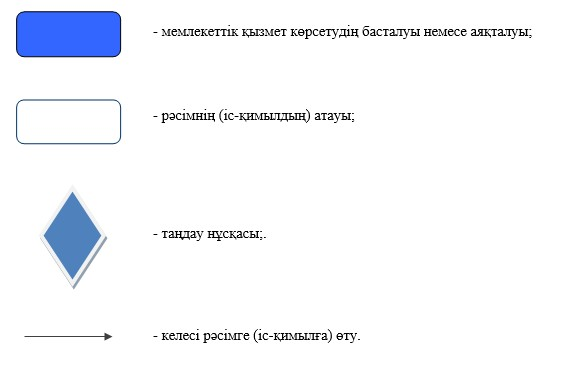 - мемлекеттік қызмет көрсетудің басталуы немесе аяқталуы;
- рәсімнің (іс-қимылдың) атауы;
- таңдау нұсқасы;.
- келесі рәсімге (іс-қимылға) өту.